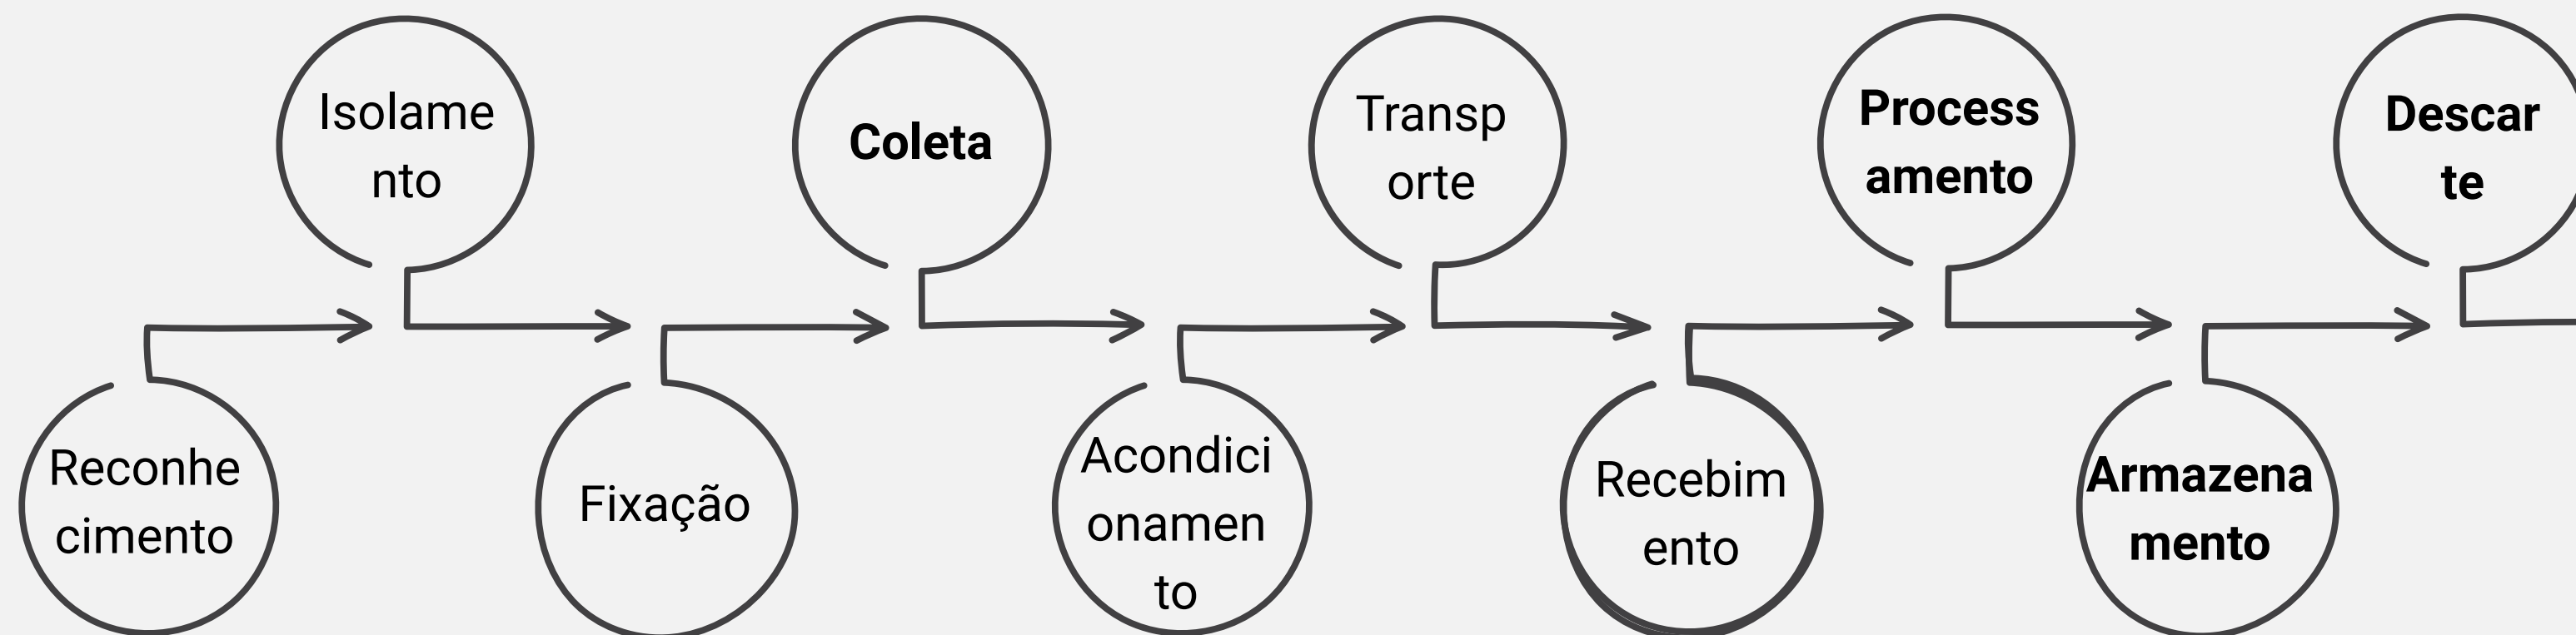 Reconhe
cimento
Isolame
nto
Fixação
Coleta
Acondici
onamen
to
Transp
orte
Recebim
ento
Process
amento
Armazena
mento
Descar
te